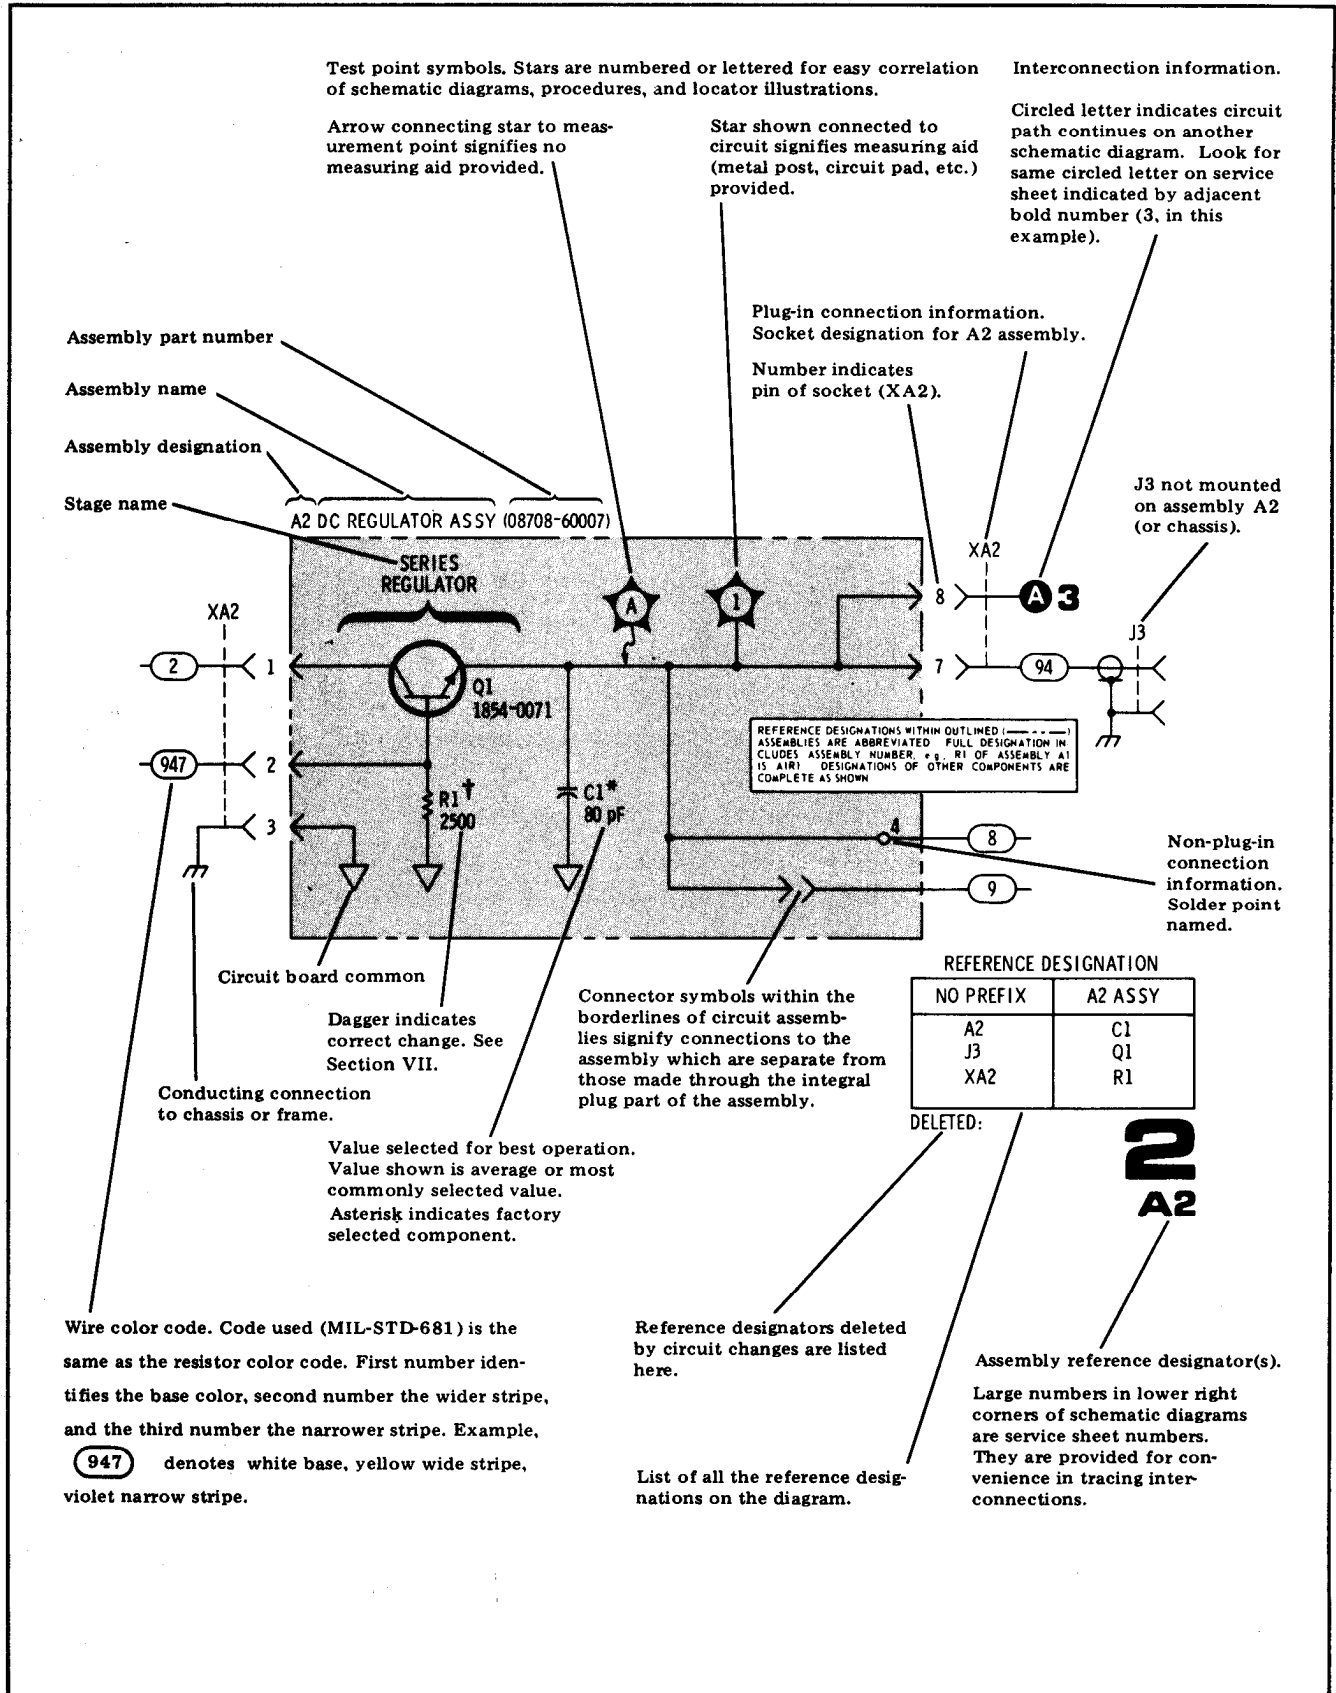 Test point symbols. Stars are numbered or lettered for easy correlation
of schematic diagrams, procedures, and locator illustrations.
Arrow connecting star to meas-
urement point signifies no
measuring aid provided.
Star shown connected to
circuit signifies measuring aid
(metal post, circuit pad, etc.)
provided.
Interconnection information.
Circled letter indicates circuit
path continues on another
schematic diagram. Look for
same circled letter on service
sheet indicated by adjacent
bold number (3, in this
example).
Plug-in connection information.
Socket designation for A2 assembly.
Number indicates
pin of socket (XA2).
Assembly part number
Assembly name
Assembly designation
Stage name
J3 not mounted
on assembly A2
(or chassis).
A2 DC REGULATOR ASSY (08708-60007)
SERIES
REGULATOR
A
1
XA2
8
A 3
XA2
J3
2
1
7
94
Q1
1854-0071
REFERENCE DESIGNATIONS WITHIN OUTLINED (— - - —)
ASSEMBLIES ARE ABBREVIATED FULL DESIGNATION IN
CLUDES ASSEMBLY NUMBER, e g, R1 OF ASSEMBLY A1
IS A1R1 DESIGNATIONS OF OTHER COMPONENTS ARE
COMPLETE AS SHOWN
947
2
R1†
2500
C1*
80 pF
3
4
8
9
Non-plug-in
connection
information.
Solder point
named.
Circuit board common
Dagger indicates
correct change. See
Section VII.
Conducting connection
to chassis or frame.
Connector symbols within the
borderlines of circuit assemb-
lies signify connections to the
assembly which are separate from
those made through the integral
plug part of the assembly.
REFERENCE DESIGNATION
NO PREFIX A2 ASSY
A2 C1
J3 Q1
XA2 R1
DELETED:
2
A2
Value selected for best operation.
Value shown is average or most
commonly selected value.
Asterisk indicates factory
selected component.
Wire color code. Code used (MIL-STD-681) is the
same as the resistor color code. First number iden-
tifies the base color, second number the wider stripe,
and the third number the narrower stripe. Example,
947 denotes white base, yellow wide stripe,
violet narrow stripe.
Reference designators deleted
by circuit changes are listed
here.
List of all the reference desig-
nations on the diagram.
Assembly reference designator(s).
Large numbers in lower right
corners of schematic diagrams
are service sheet numbers.
They are provided for con-
venience in tracing inter-
connections.